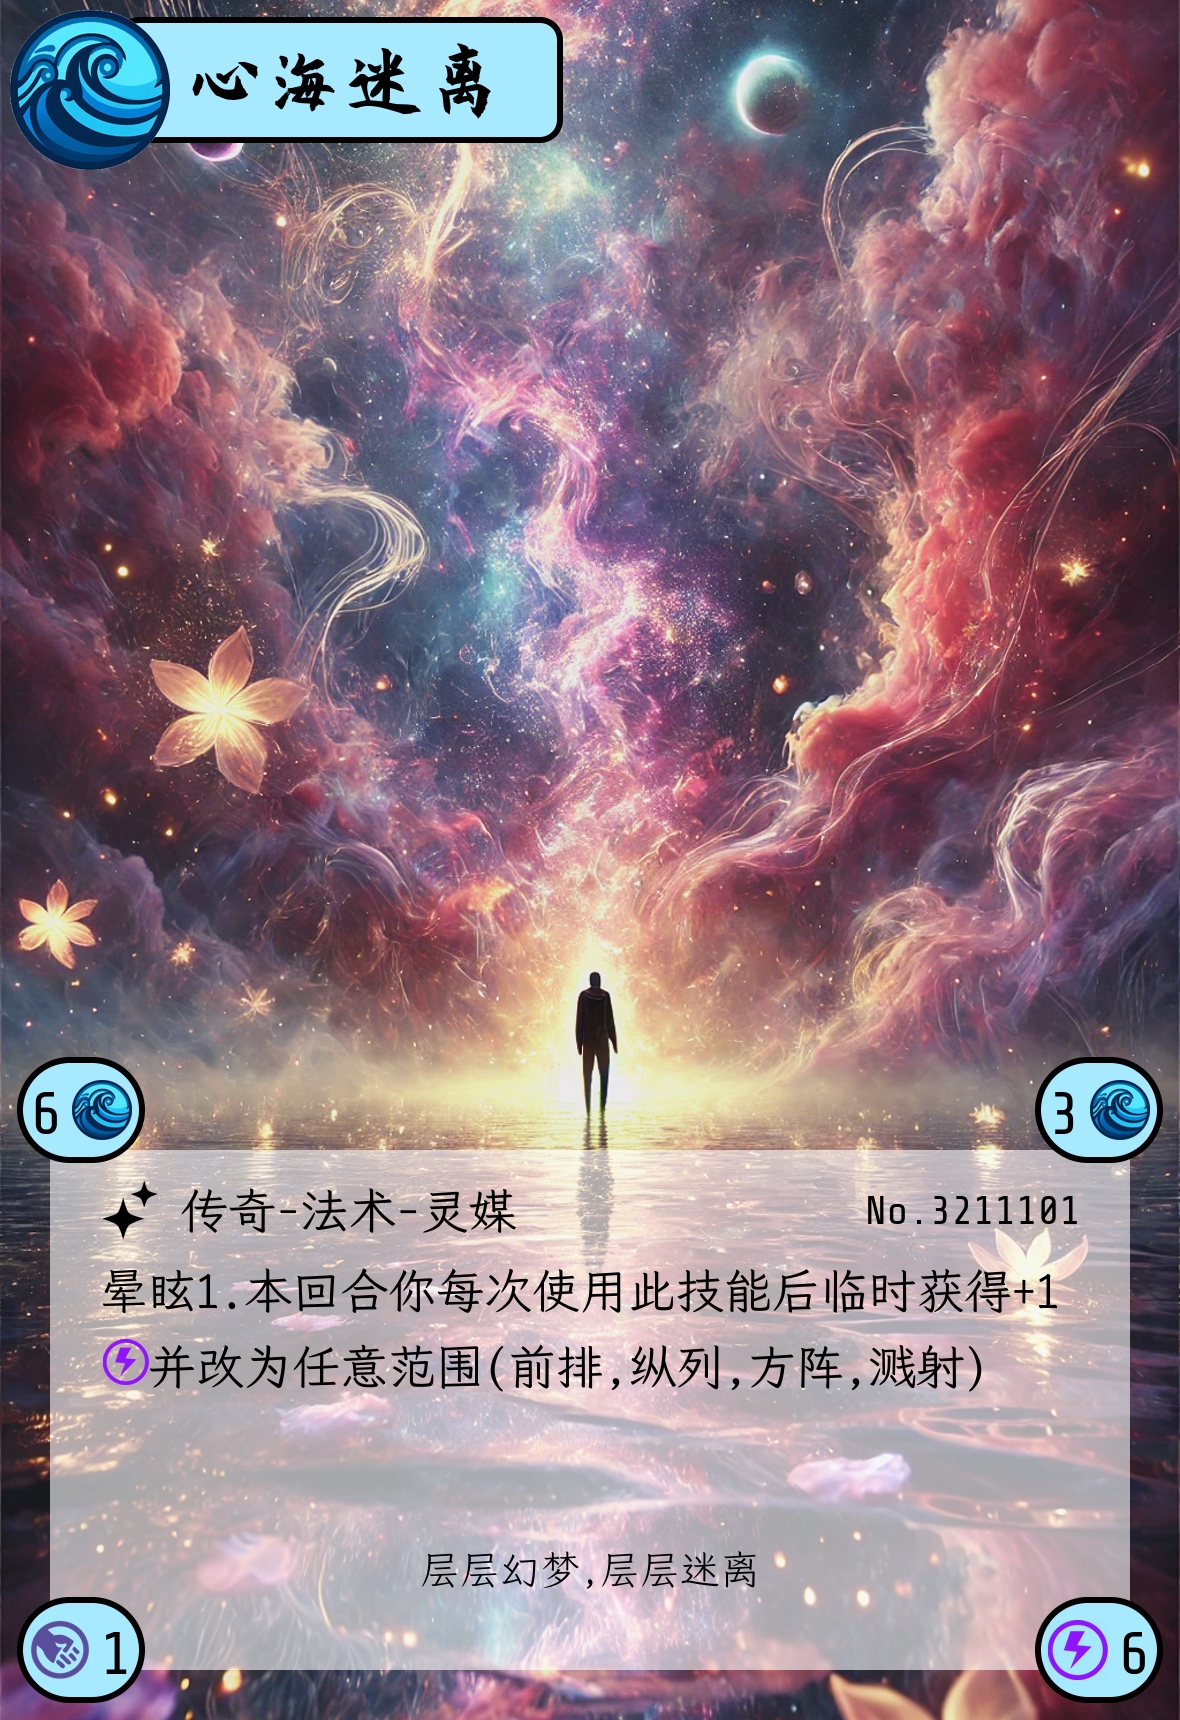 心海迷离
6
3
传奇-法术-灵媒
No.3211101
晕眩1.本回合你每次使用此技能后临时获得+1
并改为任意范围(前排,纵列,方阵,溅射)
层层幻梦,层层迷离
1
6